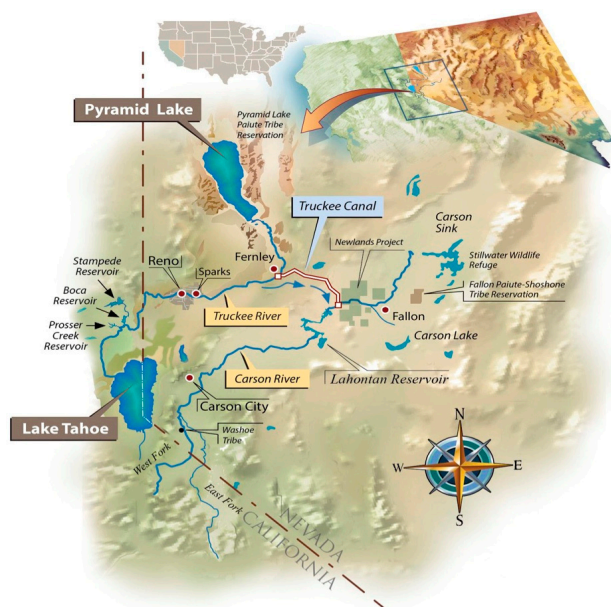 Pyramid Lake
Pyramid Lake
Paiute Tribe
Reservation
Truckee Canal
Carson
Sink
Newlands Project
Stillwater Wildlife
Refuge
Fernley
Stampede
Reservoir
Reno
Sparks
Boca
Reservoir
Fallon Paiute-Shoshone
Tribe Reservation
Prosser
Creek
Reservoir
Truckee River
Fallon
Carson Lake
Carson River
Lahontan Reservoir
Carson City
Lake Tahoe
Washoe
Tribe
West Fork
East Fork
NEVADA
CALIFORNIA
N
W
E
S